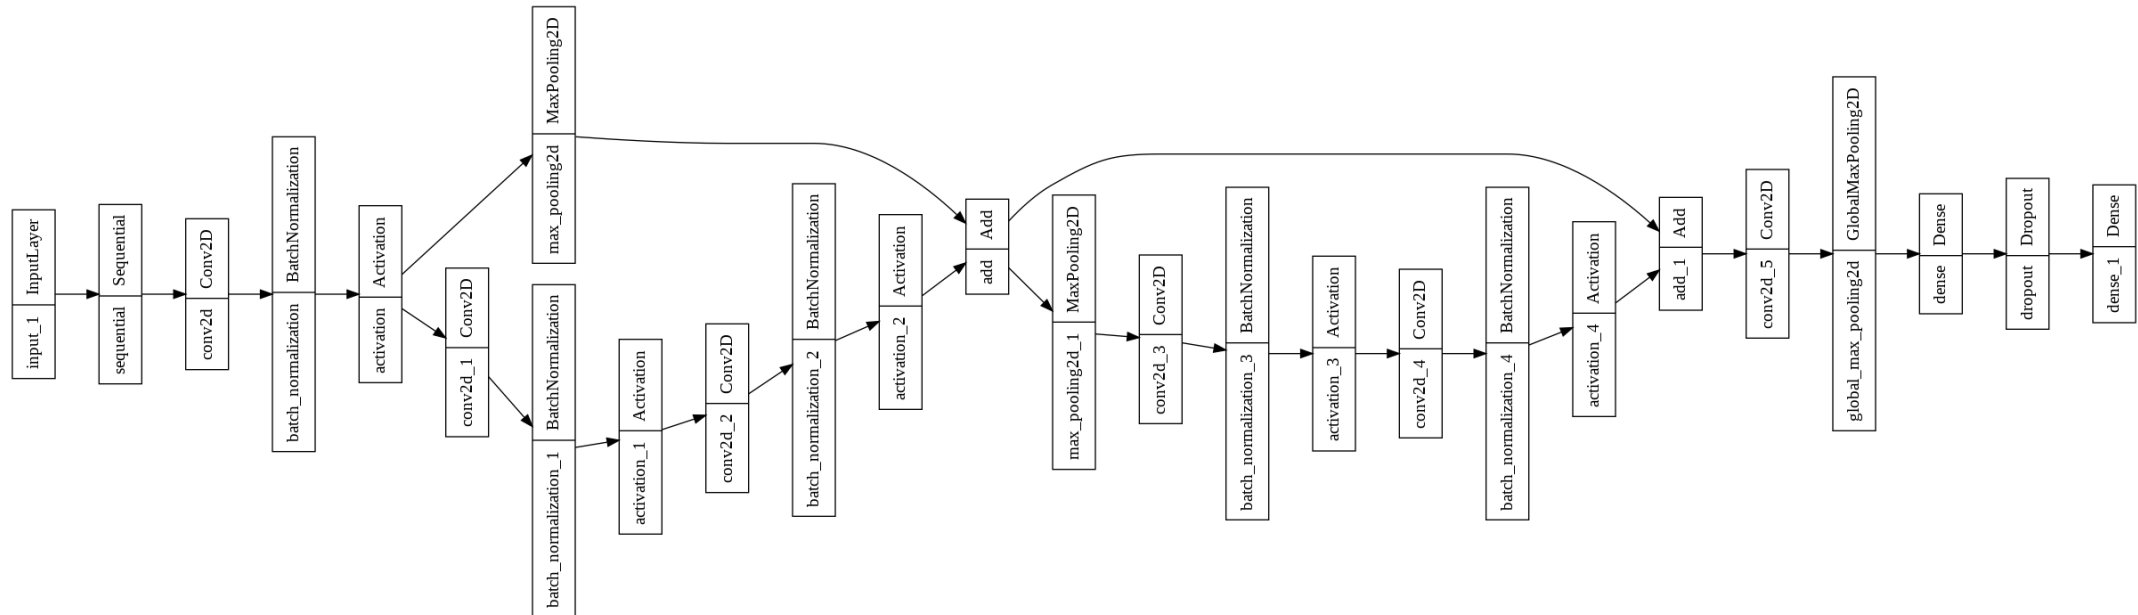 input_1
InputLayer
sequential
Sequential
conv2d
Conv2D
batch_normalization
BatchNormalization
activation
Activation
max_pooling2d
MaxPooling2D
conv2d_1
Conv2D
batch_normalization_1
BatchNormalization
activation_1
Activation
conv2d_2
Conv2D
batch_normalization_2
BatchNormalization
activation_2
Activation
add
Add
max_pooling2d_1
MaxPooling2D
conv2d_3
Conv2D
batch_normalization_3
BatchNormalization
activation_3
Activation
conv2d_4
Conv2D
batch_normalization_4
BatchNormalization
activation_4
Activation
add_1
Add
conv2d_5
Conv2D
global_max_pooling2d
GlobalMaxPooling2D
dense
Dense
dropout
Dropout
dense_1
Dense